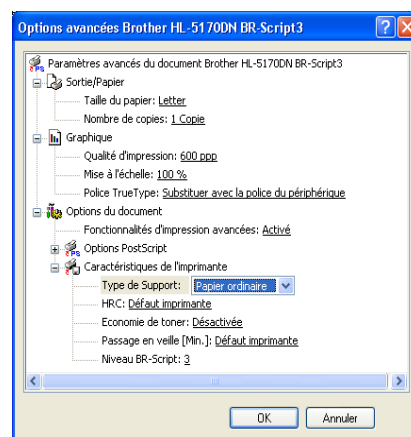 Options avancées Brother HL-5170DN BR-Script3
Paramètres avancés du document Brother HL-5170DN BR-Script3
Sortie/Papier
Taille du papier: Letter
Nombre de copies: 1 Copie
Graphique
Qualité d'impression: 600 ppp
Mise à l'échelle: 100 %
Police TrueType: Substituer avec la police du périphérique
Options du document
Fonctionnalités d'impression avancées: Activé
Options PostScript
Caractéristiques de l'imprimante
Type de Support: Papier ordinaire
HRC: Défaut imprimante
Economie de toner: Désactivée
Passage en veille [Min.]: Défaut imprimante
Niveau BR-Script: 3
OK Annuler